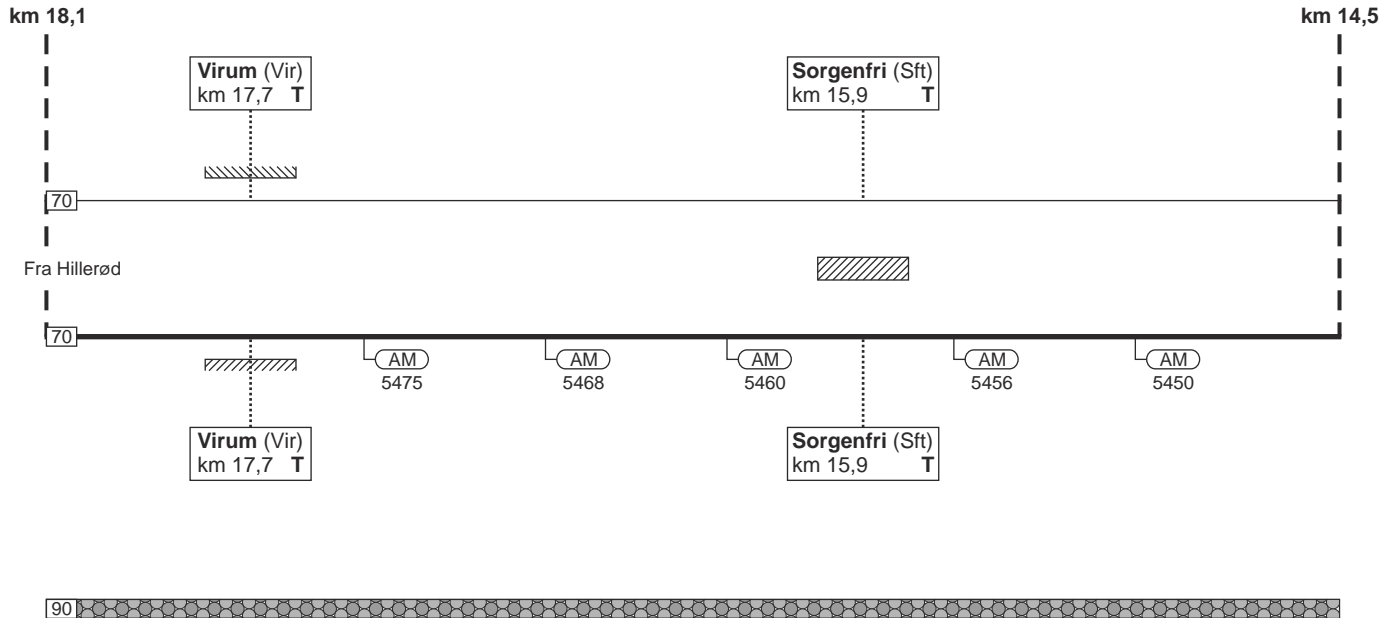 km 18,1
km 14,5
Virum (Vir)
km 17,7 T
Sorgenfri (Sft)
km 15,9 T
70
Fra Hillerød
70
AM
5475
AM
5468
AM
5460
AM
5456
AM
5450
Virum (Vir)
km 17,7 T
Sorgenfri (Sft)
km 15,9 T
90